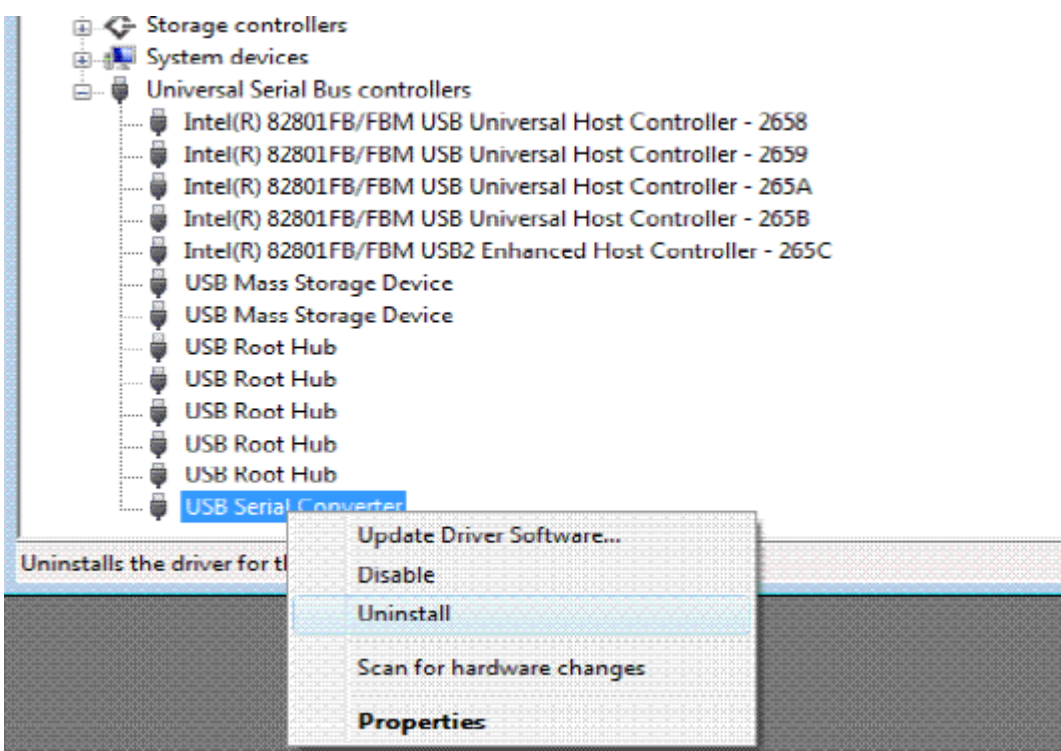 Storage controllers
System devices
Universal Serial Bus controllers
Intel(R) 82801FB/FBM USB Universal Host Controller - 2658
Intel(R) 82801FB/FBM USB Universal Host Controller - 2659
Intel(R) 82801FB/FBM USB Universal Host Controller - 265A
Intel(R) 82801FB/FBM USB Universal Host Controller - 265B
Intel(R) 82801FB/FBM USB2 Enhanced Host Controller - 265C
USB Mass Storage Device
USB Mass Storage Device
USB Root Hub
USB Root Hub
USB Root Hub
USB Root Hub
USB Root Hub
USB Serial Converter
Update Driver Software...
Uninstalls the driver for
Disable
Uninstall
Scan for hardware changes
Properties